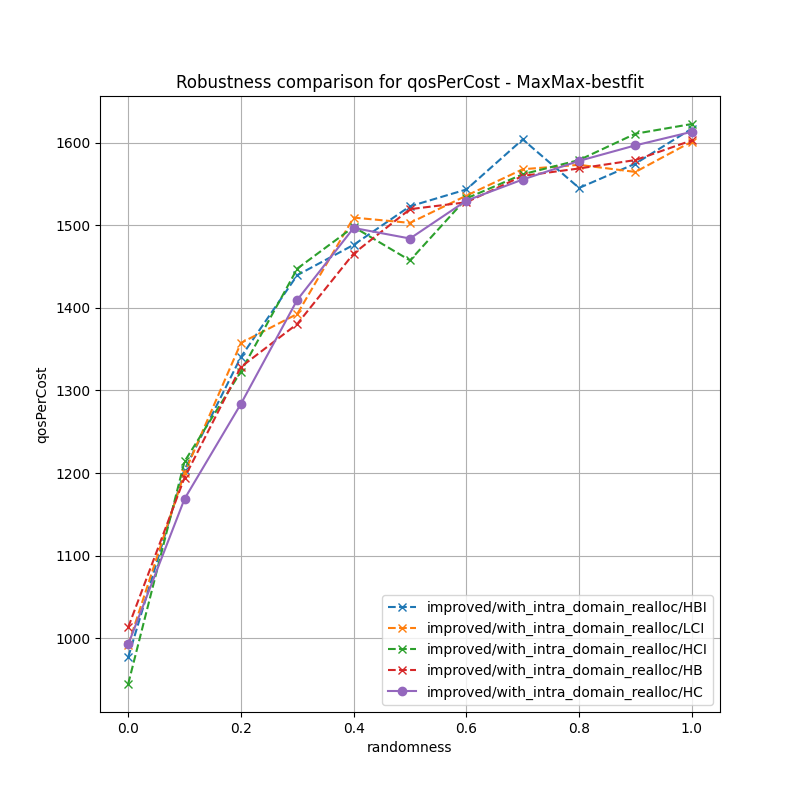 Robustness comparison for qosPerCost - MaxMax-bestfit
1600
1500
1400
1300
1200
1100
1000
qosPerCost
improved/with_intra_domain_realloc/HBI
improved/with_intra_domain_realloc/LCI
improved/with_intra_domain_realloc/HCI
improved/with_intra_domain_realloc/HB
improved/with_intra_domain_realloc/HC
0.0 0.2 0.4 0.6 0.8 1.0
randomness